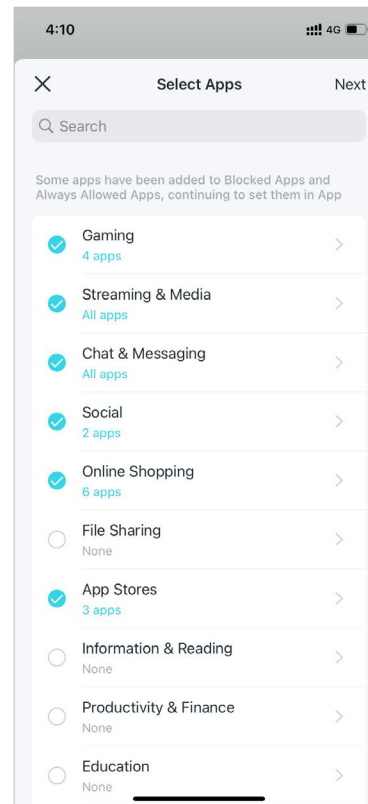 4:10
4G
Select Apps
Next
Search
Some apps have been added to Blocked Apps and
Always Allowed Apps, continuing to set them in App
Gaming
4 apps
Streaming & Media
All apps
Chat & Messaging
All apps
Social
2 apps
Online Shopping
6 apps
File Sharing
None
App Stores
3 apps
Information & Reading
None
Productivity & Finance
None
Education
None